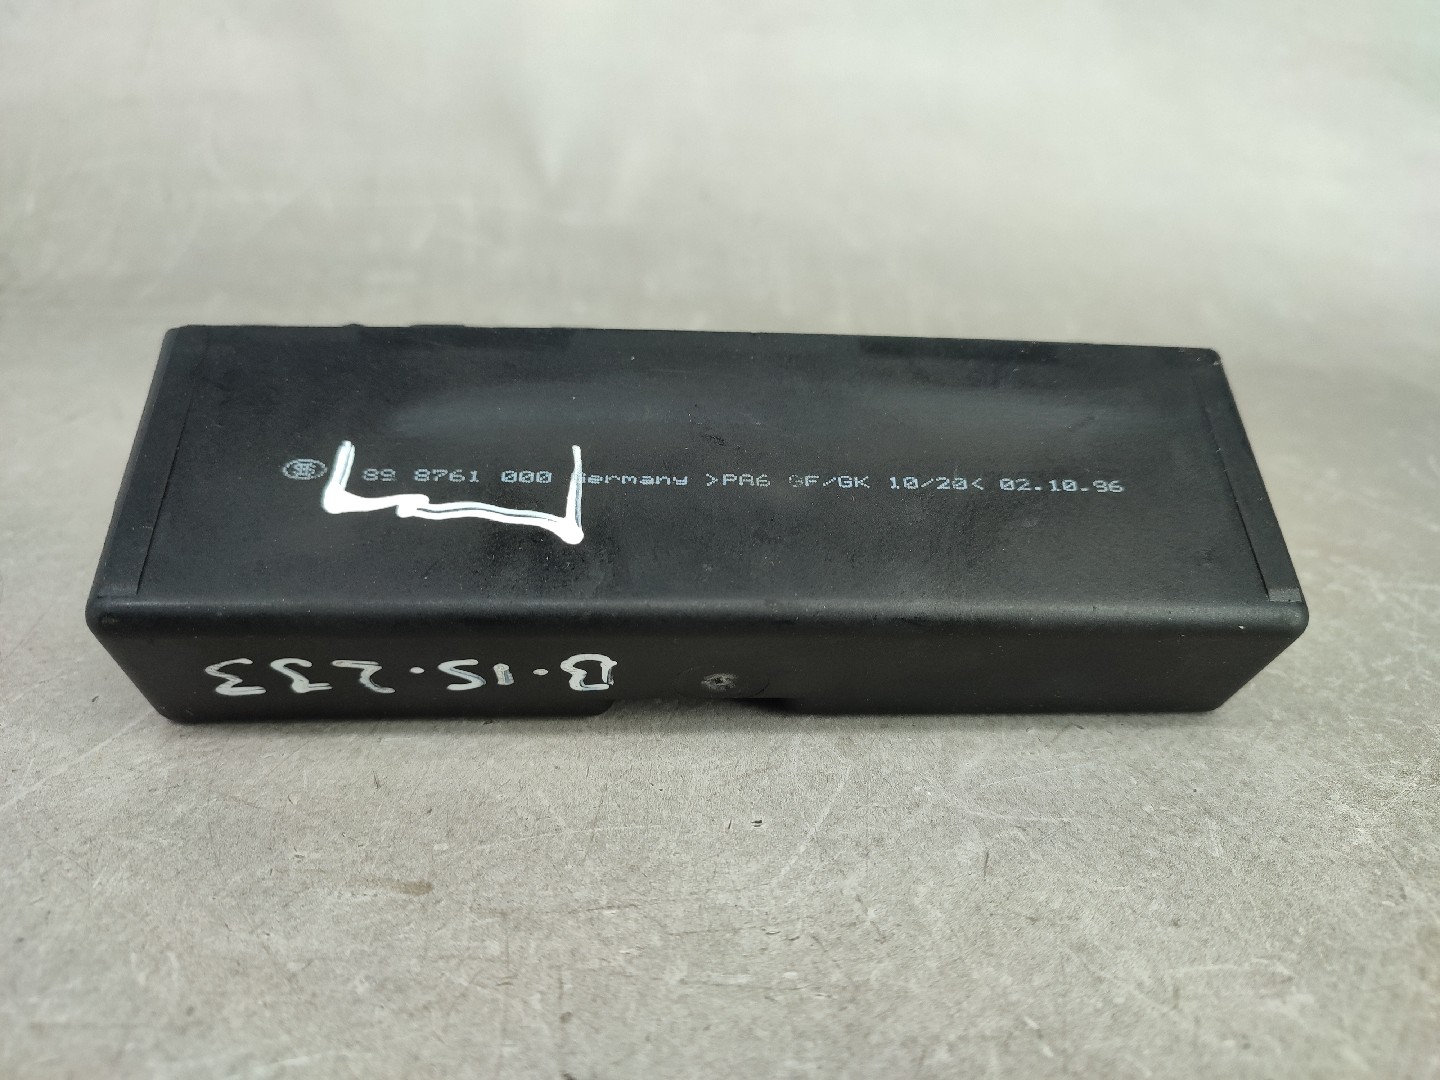 89 8761 000 Germany >PA6 GF/GK 10/20< 02.10.96
B.15.233